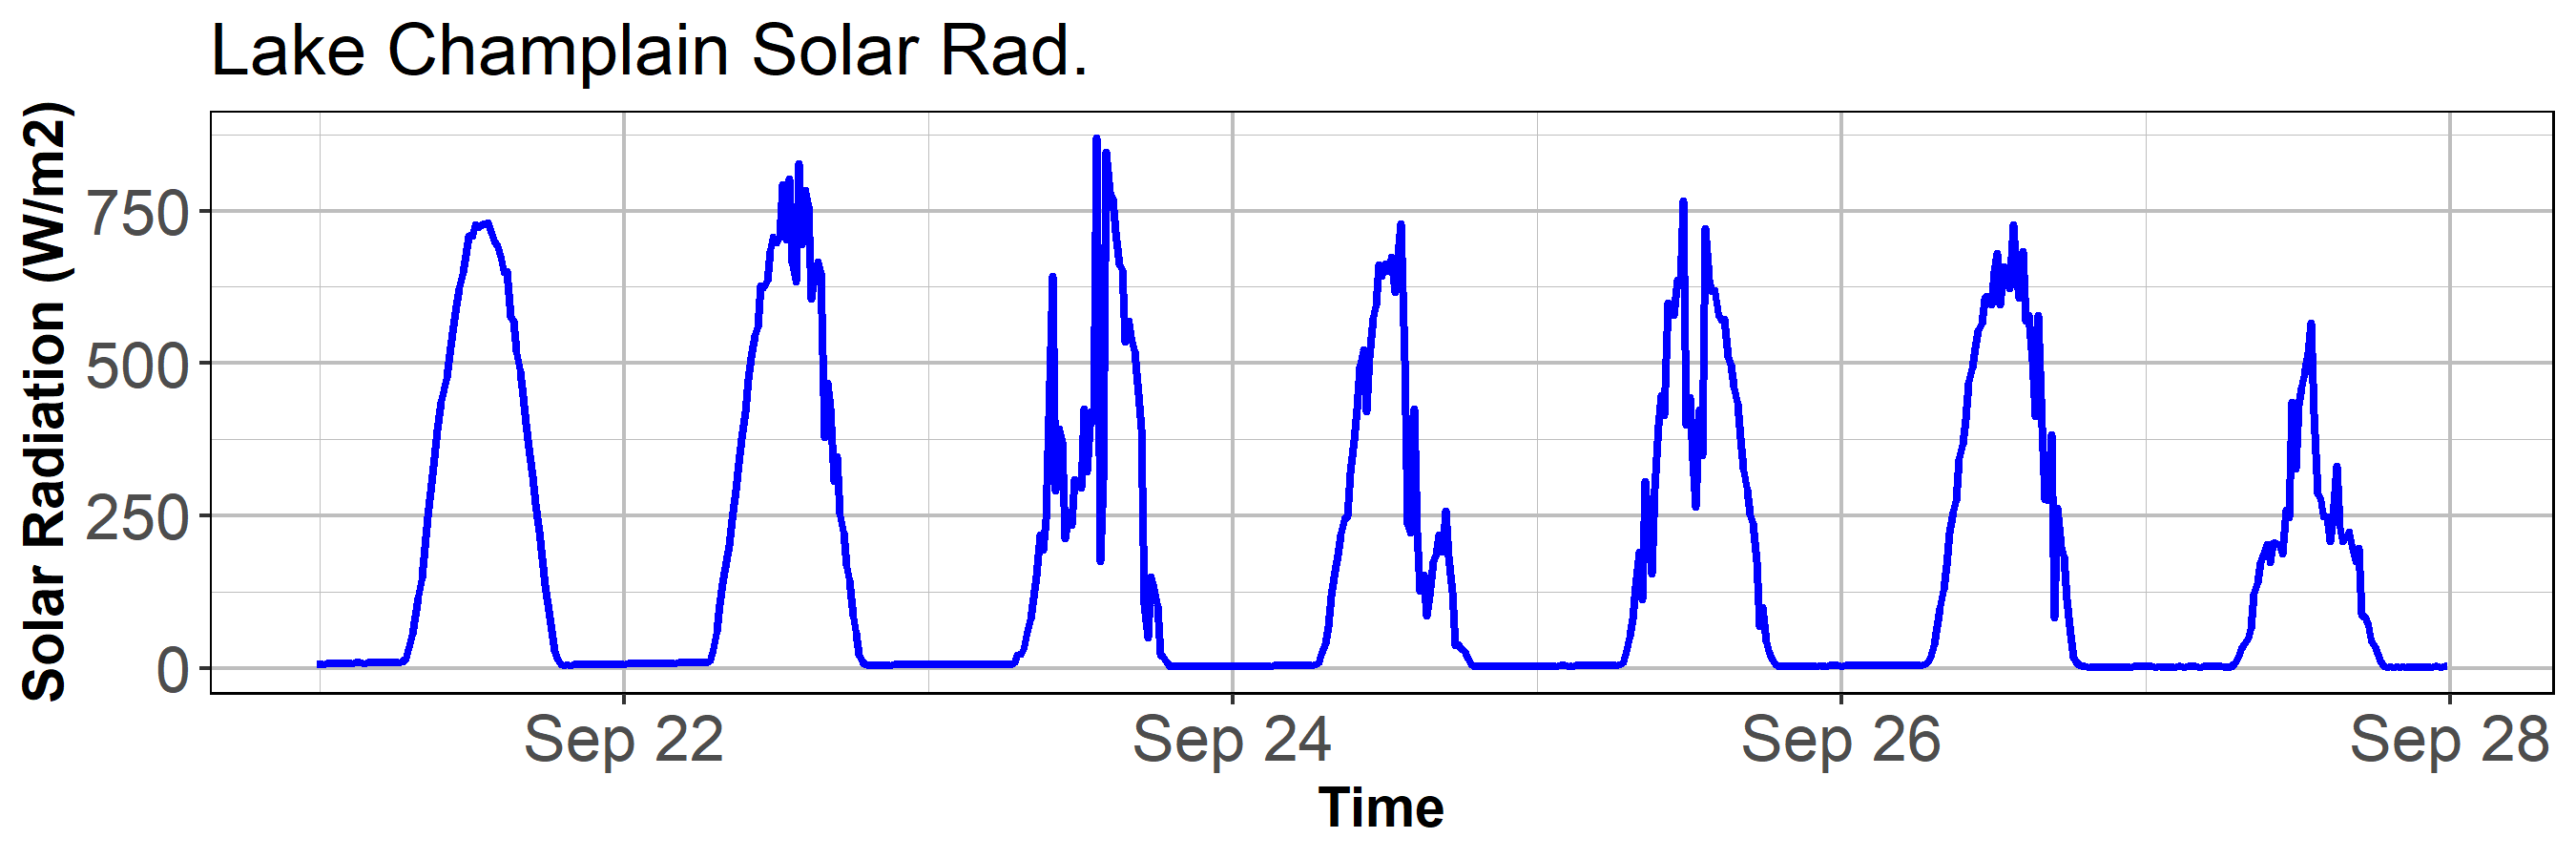 Lake Champlain Solar Rad.
Solar Radiation (W/m2)
750
500
250
0
Sep 22
Sep 24
Sep 26
Sep 28
Time